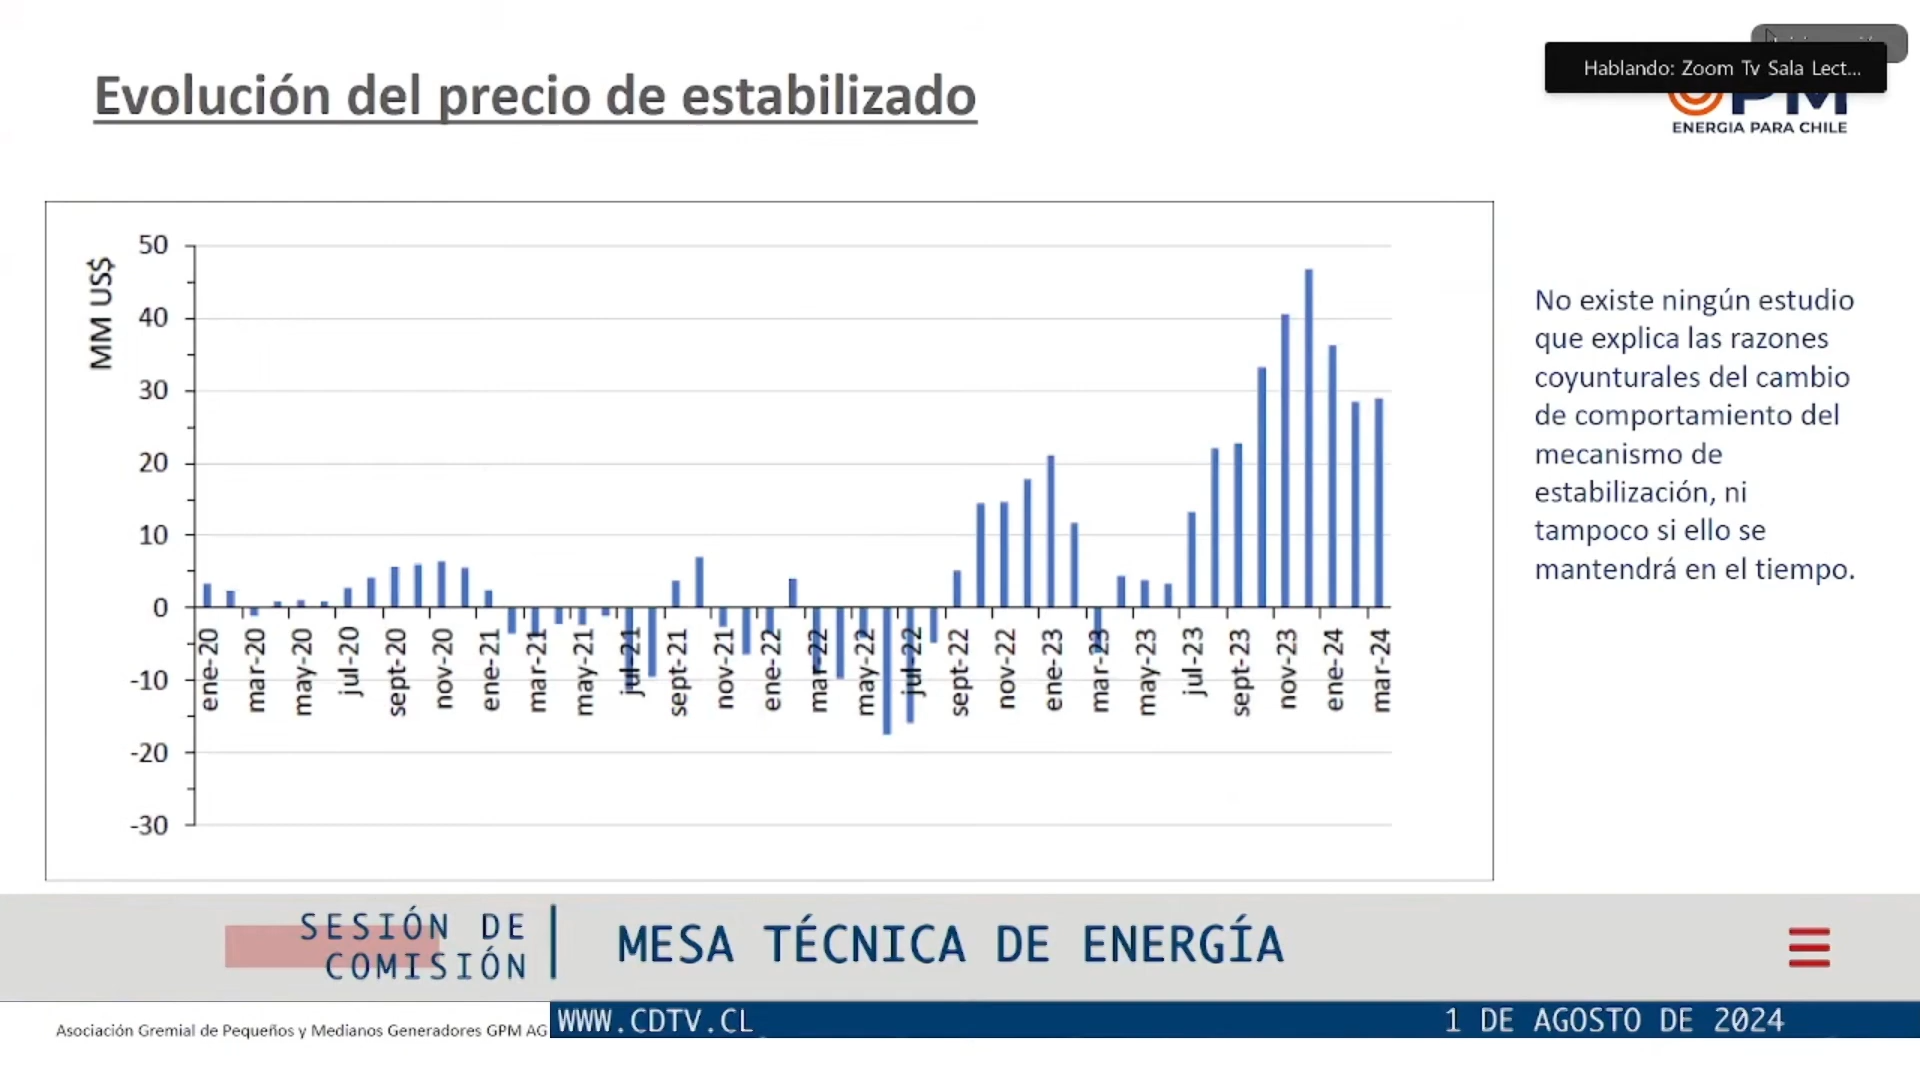 Evolución del precio de estabilizado
Hablando: Zoom Tv Sala Lect...
ENERGIA PARA CHILE
MM US$
50
40
30
20
10
0
-10
-20
-30
ene-20
mar-20
may-20
jul-20
sept-20
nov-20
ene-21
mar-21
may-21
jul-21
sept-21
nov-21
ene-22
mar-22
may-22
jul-22
sept-22
nov-22
ene-23
mar-23
may-23
jul-23
sept-23
nov-23
ene-24
mar-24
No existe ningún estudio
que explica las razones
coyunturales del cambio
de comportamiento del
mecanismo de
estabilización, ni
tampoco si ello se
mantendrá en el tiempo.
SESIÓN DE
COMISIÓN
MESA TÉCNICA DE ENERGÍA
Asociación Gremial de Pequeños y Medianos Generadores GPM AG
WWW.CDTV.CL
1 DE AGOSTO DE 2024